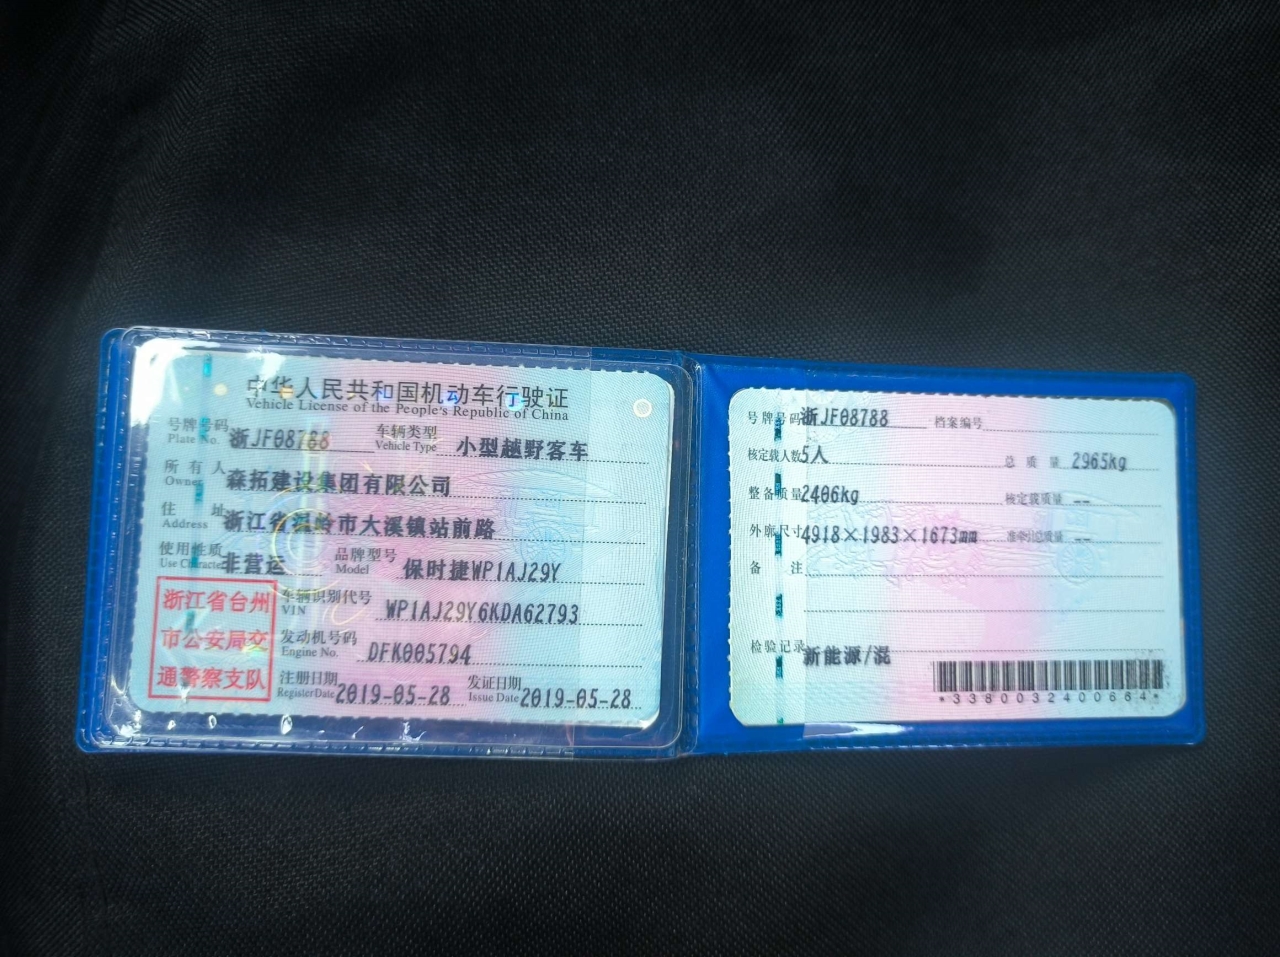 中华人民共和国机动车行驶证
Vehicle License of the People's Republic of China
号牌号码 浙JF08788 车辆类型 小型越野客车
Plate No. Vehicle Type
所有人 森拓建设集团有限公司
Owner
住址 浙江省温岭市大溪镇站前路
Address
使用性质 非营运 品牌型号 保时捷WP1AJ29Y
Use Character Model
浙江省台州
市公安局交
通警察支队
车辆识别代号 WP1AJ29Y6KDA62793
VIN
发动机号码 DFK005794
Engine No.
注册日期 2019-05-28 发证日期 2019-05-28
Register Date Issue Date
号牌号码 浙JF08788 档案编号
核定载人数 5人 总质量 2965kg
整备质量 2406kg 核定载质量 --
外廓尺寸 4918×1983×1673mm 准牵引总质量 --
备注
检验记录 新能源/混
*3380032400664*